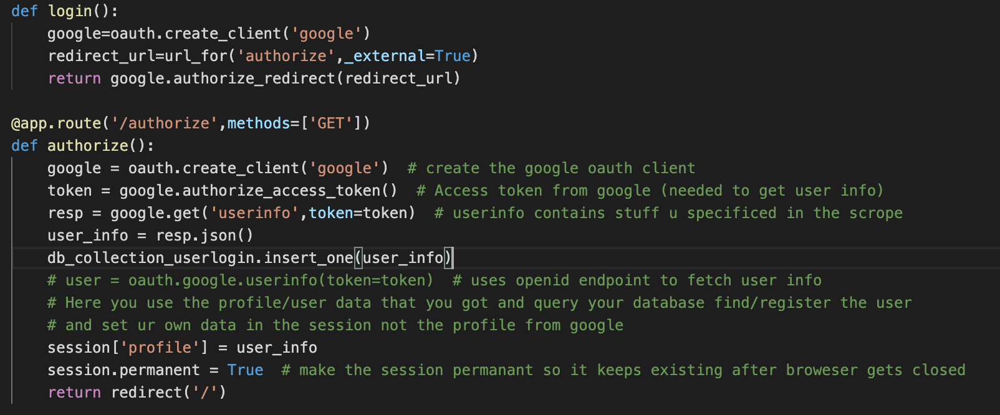 def login():
    google=oauth.create_client('google')
    redirect_url=url_for('authorize',_external=True)
    return google.authorize_redirect(redirect_url)
@app.route('/authorize',methods=['GET'])
def authorize():
    google = oauth.create_client('google')  # create the google oauth client
    token = google.authorize_access_token()  # Access token from google (needed to get user info)
    resp = google.get('userinfo',token=token)  # userinfo contains stuff u specificed in the scrope
    user_info = resp.json()
    db_collection_userlogin.insert_one(user_info)
    # user = oauth.google.userinfo(token=token)  # uses openid endpoint to fetch user info
    # Here you use the profile/user data that you got and query your database find/register the user
    # and set ur own data in the session not the profile from google
    session['profile'] = user_info
    session.permanent = True  # make the session permanant so it keeps existing after broweser gets closed
    return redirect('/')